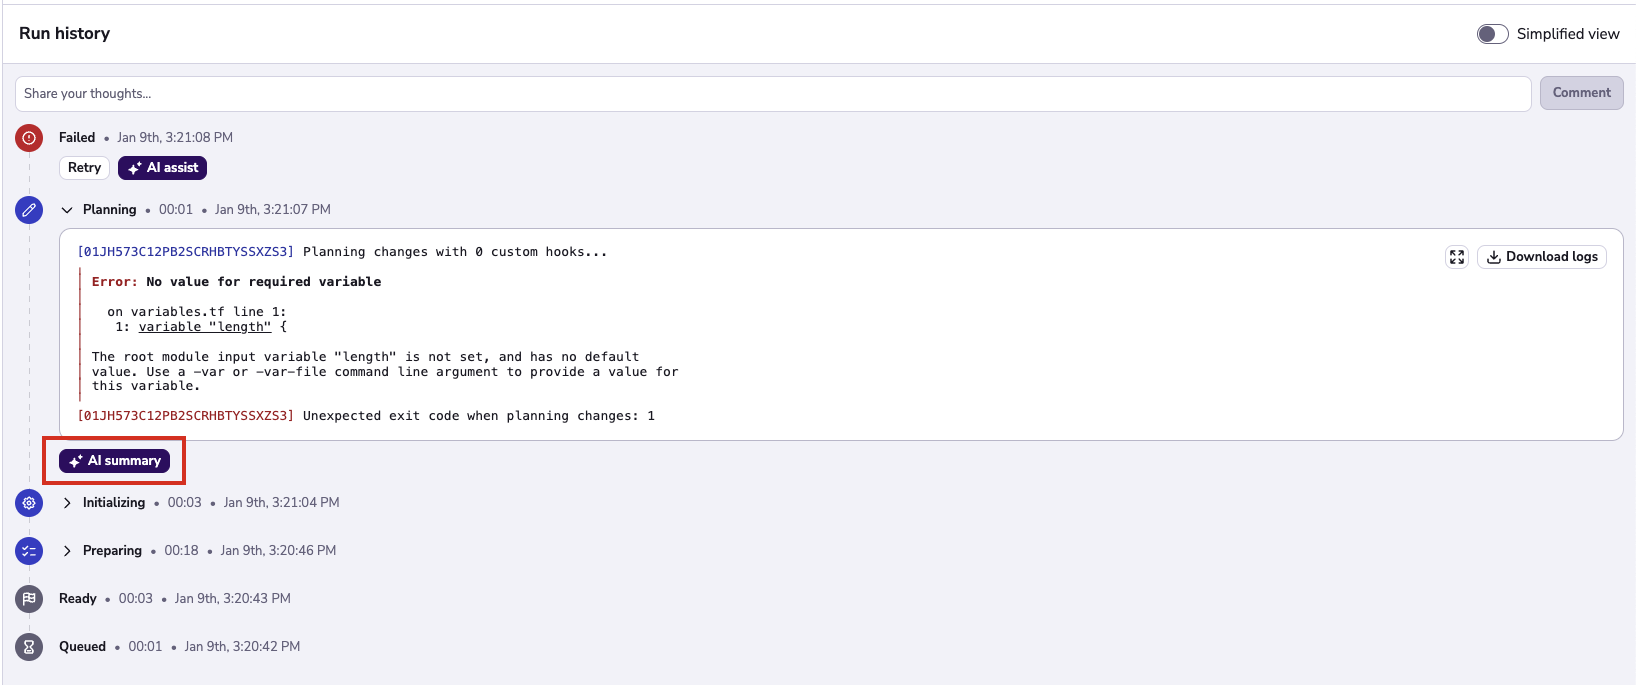 Run history
Simplified view
Share your thoughts...
Comment
Failed • Jan 9th, 3:21:08 PM
Retry
AI assist
Planning • 00:01 • Jan 9th, 3:21:07 PM
[01JH573C12PB2SCRHBTYSSXZS3] Planning changes with 0 custom hooks...
Download logs
Error: No value for required variable
on variables.tf line 1:
1: variable "length" {
The root module input variable "length" is not set, and has no default
value. Use a -var or -var-file command line argument to provide a value for
this variable.
[01JH573C12PB2SCRHBTYSSXZS3] Unexpected exit code when planning changes: 1
AI summary
Initializing • 00:03 • Jan 9th, 3:21:04 PM
Preparing • 00:18 • Jan 9th, 3:20:46 PM
Ready • 00:03 • Jan 9th, 3:20:43 PM
Queued • 00:01 • Jan 9th, 3:20:42 PM